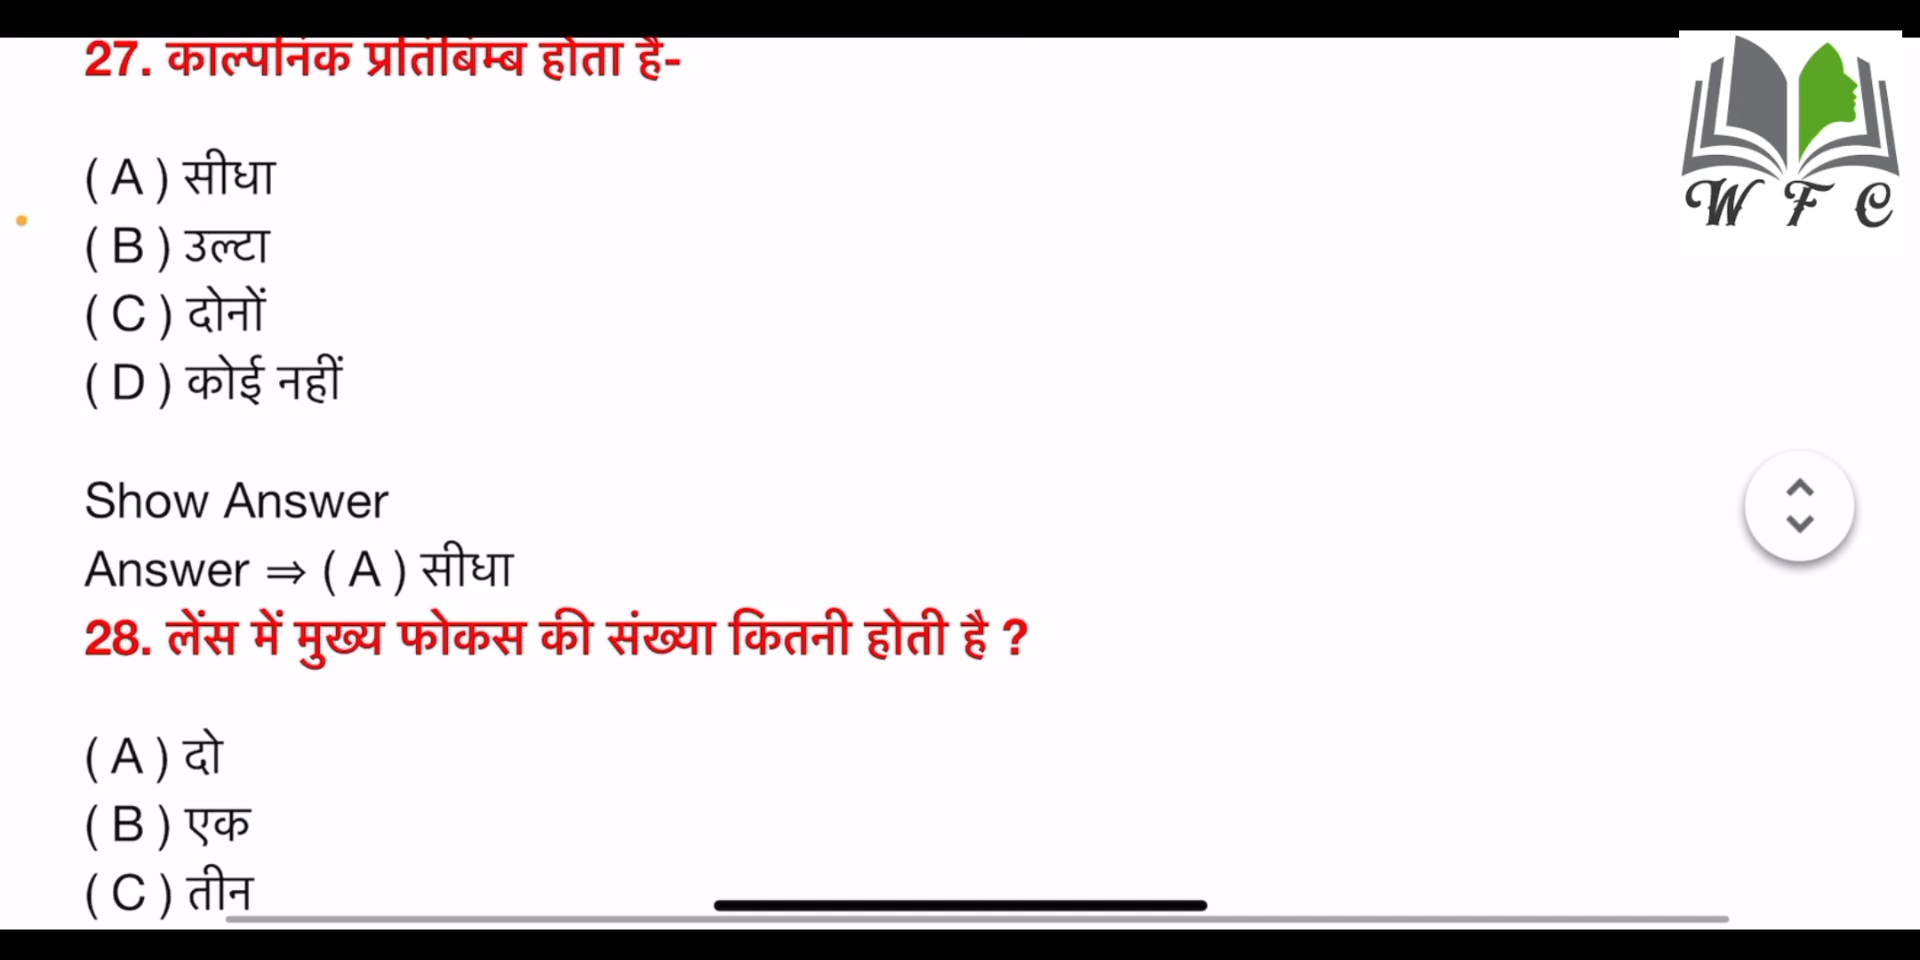 27. काल्पनिक प्रतिबिम्ब होता है-
( A ) सीधा
( B ) उल्टा
( C ) दोनों
( D ) कोई नहीं
Show Answer
Answer ⇒ ( A ) सीधा
28. लेंस में मुख्य फोकस की संख्या कितनी होती है ?
( A ) दो
( B ) एक
( C ) तीन
W F C